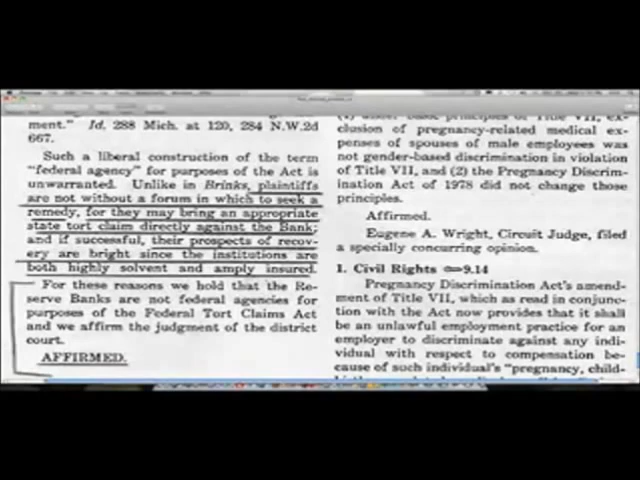 ment." Id. 288 Mich. at 120, 284 N.W.2d
667.
Such a liberal construction of the term
"federal agency" for purposes of the Act is
unwarranted. Unlike in Brinks, plaintiffs
are not without a forum in which to seek a
remedy, for they may bring an appropriate
state tort claim directly against the Bank;
and if successful, their prospects of recov-
ery are bright since the institutions are
both highly solvent and amply insured.
For these reasons we hold that the Re-
serve Banks are not federal agencies for
purposes of the Federal Tort Claims Act
and we affirm the judgment of the district
court.
AFFIRMED.
basic principles of Title VII, ex-
clusion of pregnancy-related medical ex-
penses of spouses of male employees was
not gender-based discrimination in violation
of Title VII, and (2) the Pregnancy Discrim-
ination Act of 1978 did not change those
principles.
Affirmed.
Eugene A. Wright, Circuit Judge, filed
a specially concurring opinion.
1. Civil Rights 9.14
Pregnancy Discrimination Act's amend-
ment of Title VII, which as read in conjunc-
tion with the Act now provides that it shall
be an unlawful employment practice for an
employer to discriminate against any indi-
vidual with respect to compensation be-
cause of such individual's "pregnancy, child-